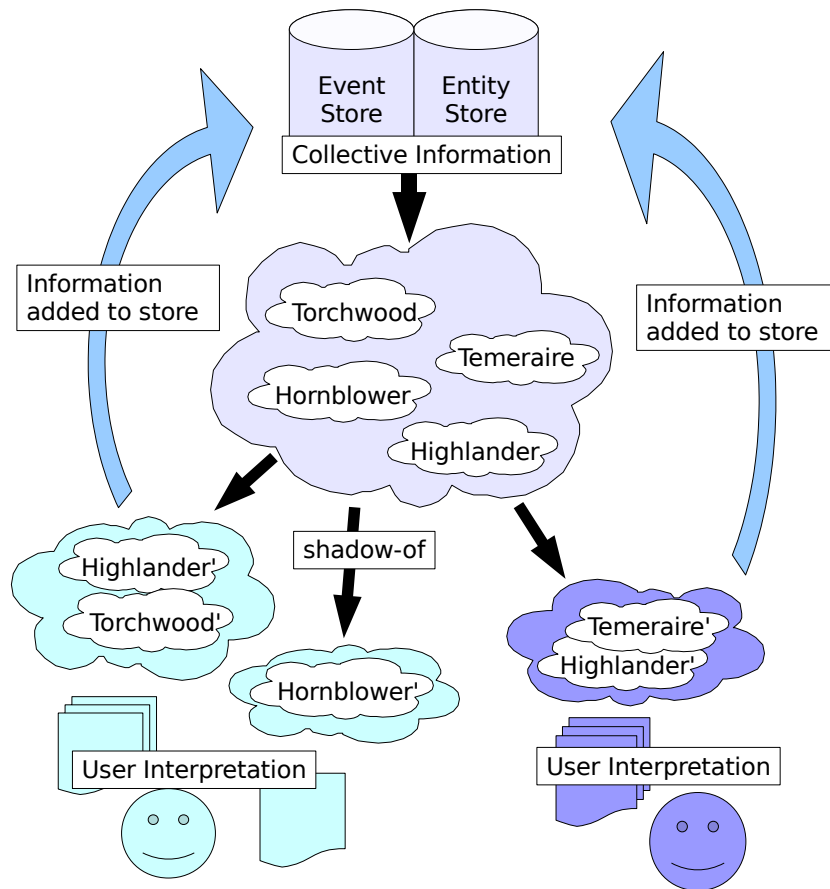 Event
Store
Entity
Store
Collective Information
Information
added to store
Information
added to store
Torchwood
Temeraire
Hornblower
Highlander
shadow-of
Highlander'
Torchwood'
Hornblower'
Temeraire'
Highlander'
User Interpretation
User Interpretation